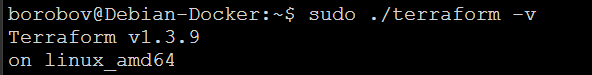 borobov@Debian-Docker:~$ sudo ./terraform -v
Terraform v1.3.9
on linux_amd64